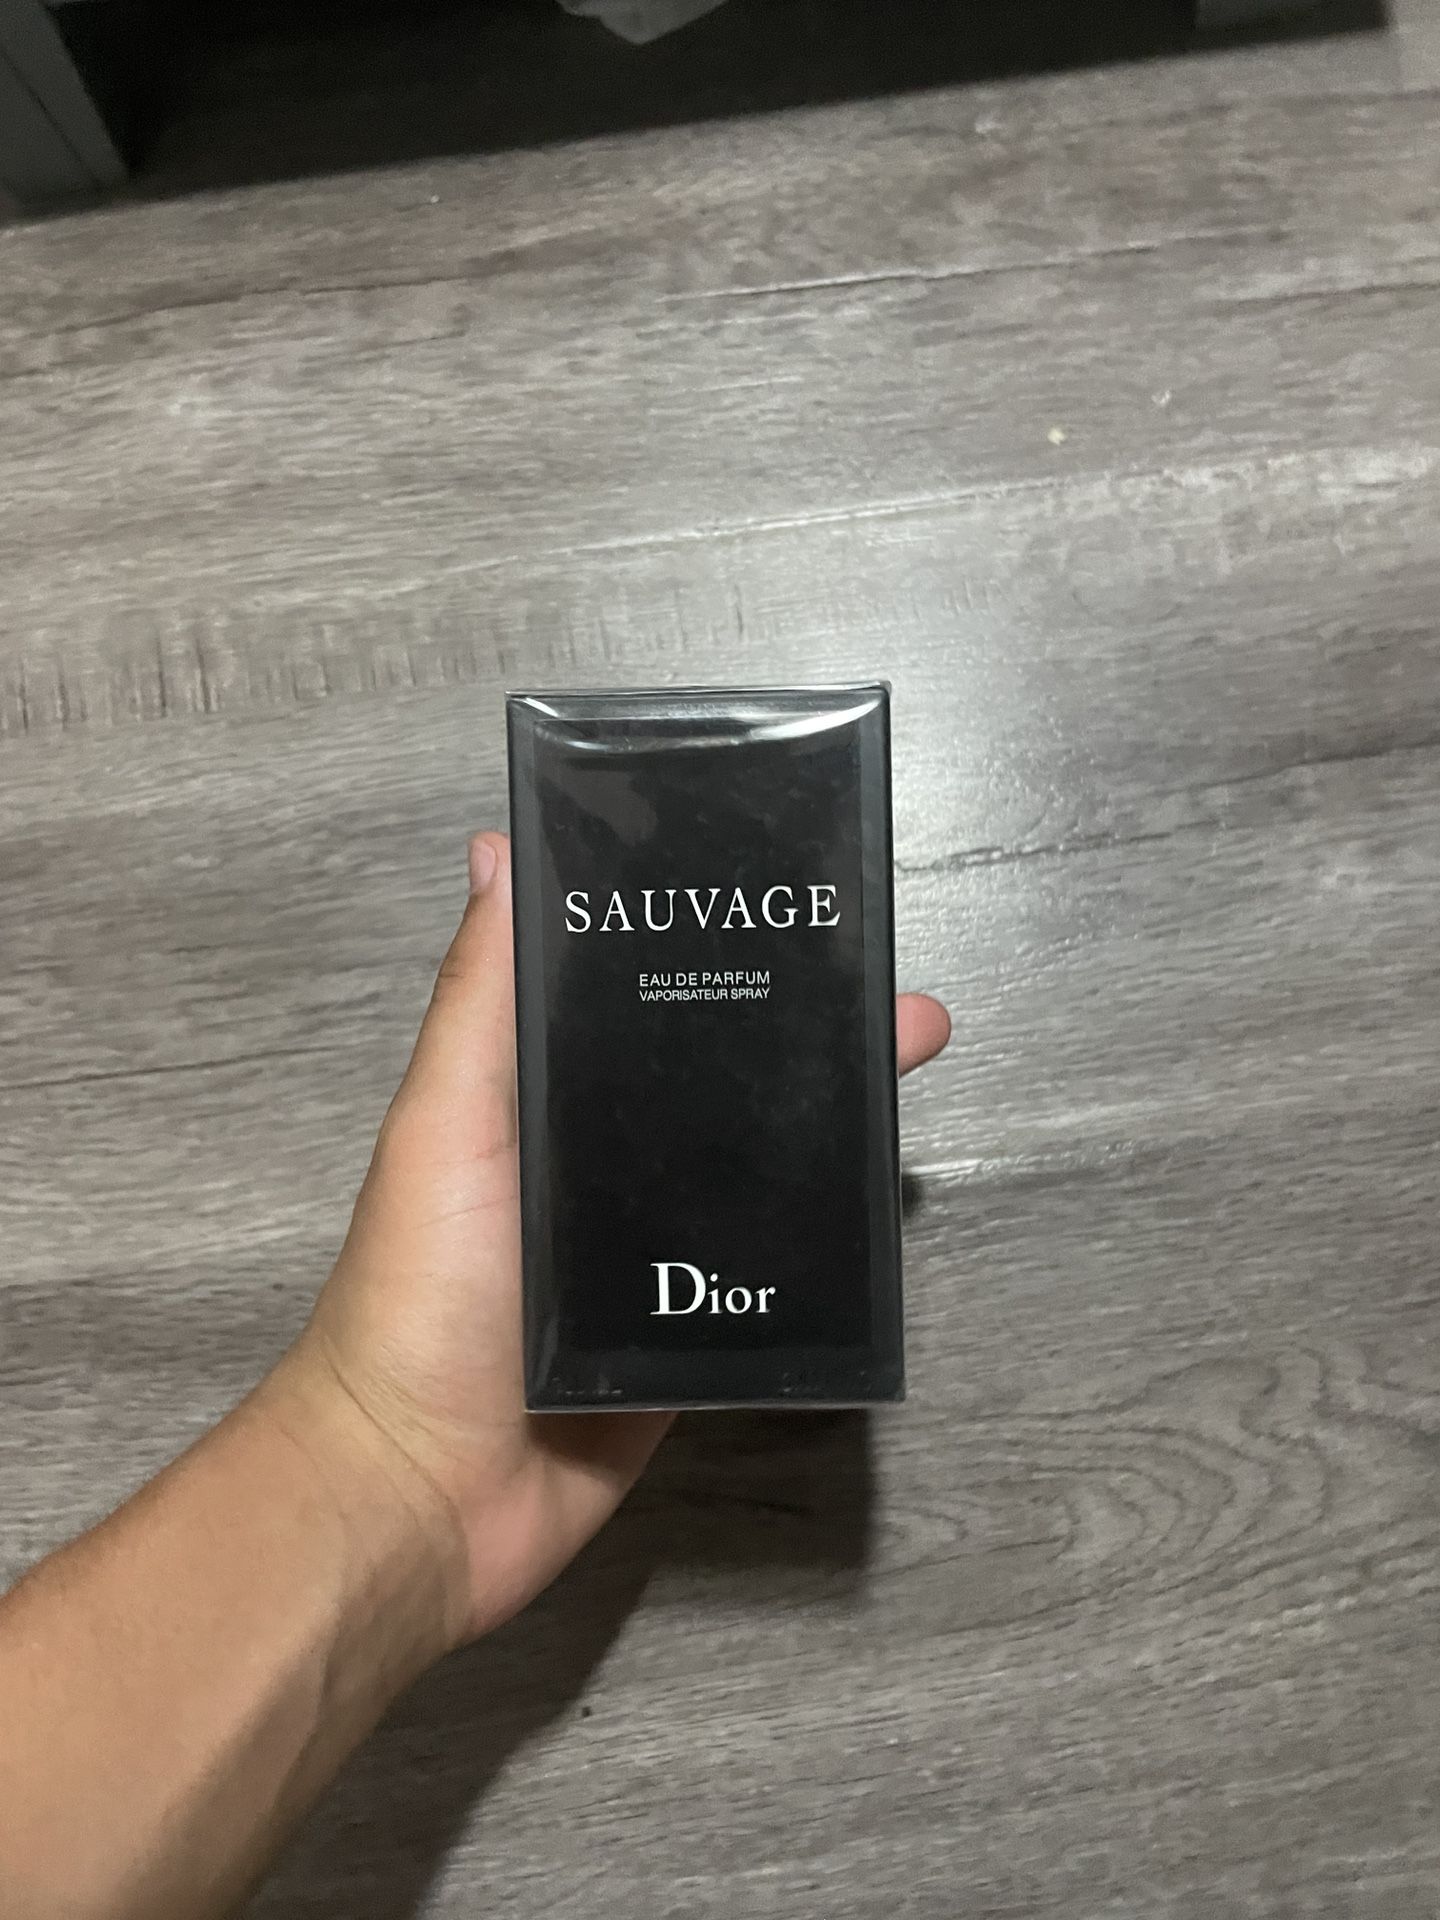 SAUVAGE
EAU DE PARFUM
VAPORISATEUR SPRAY
Dior